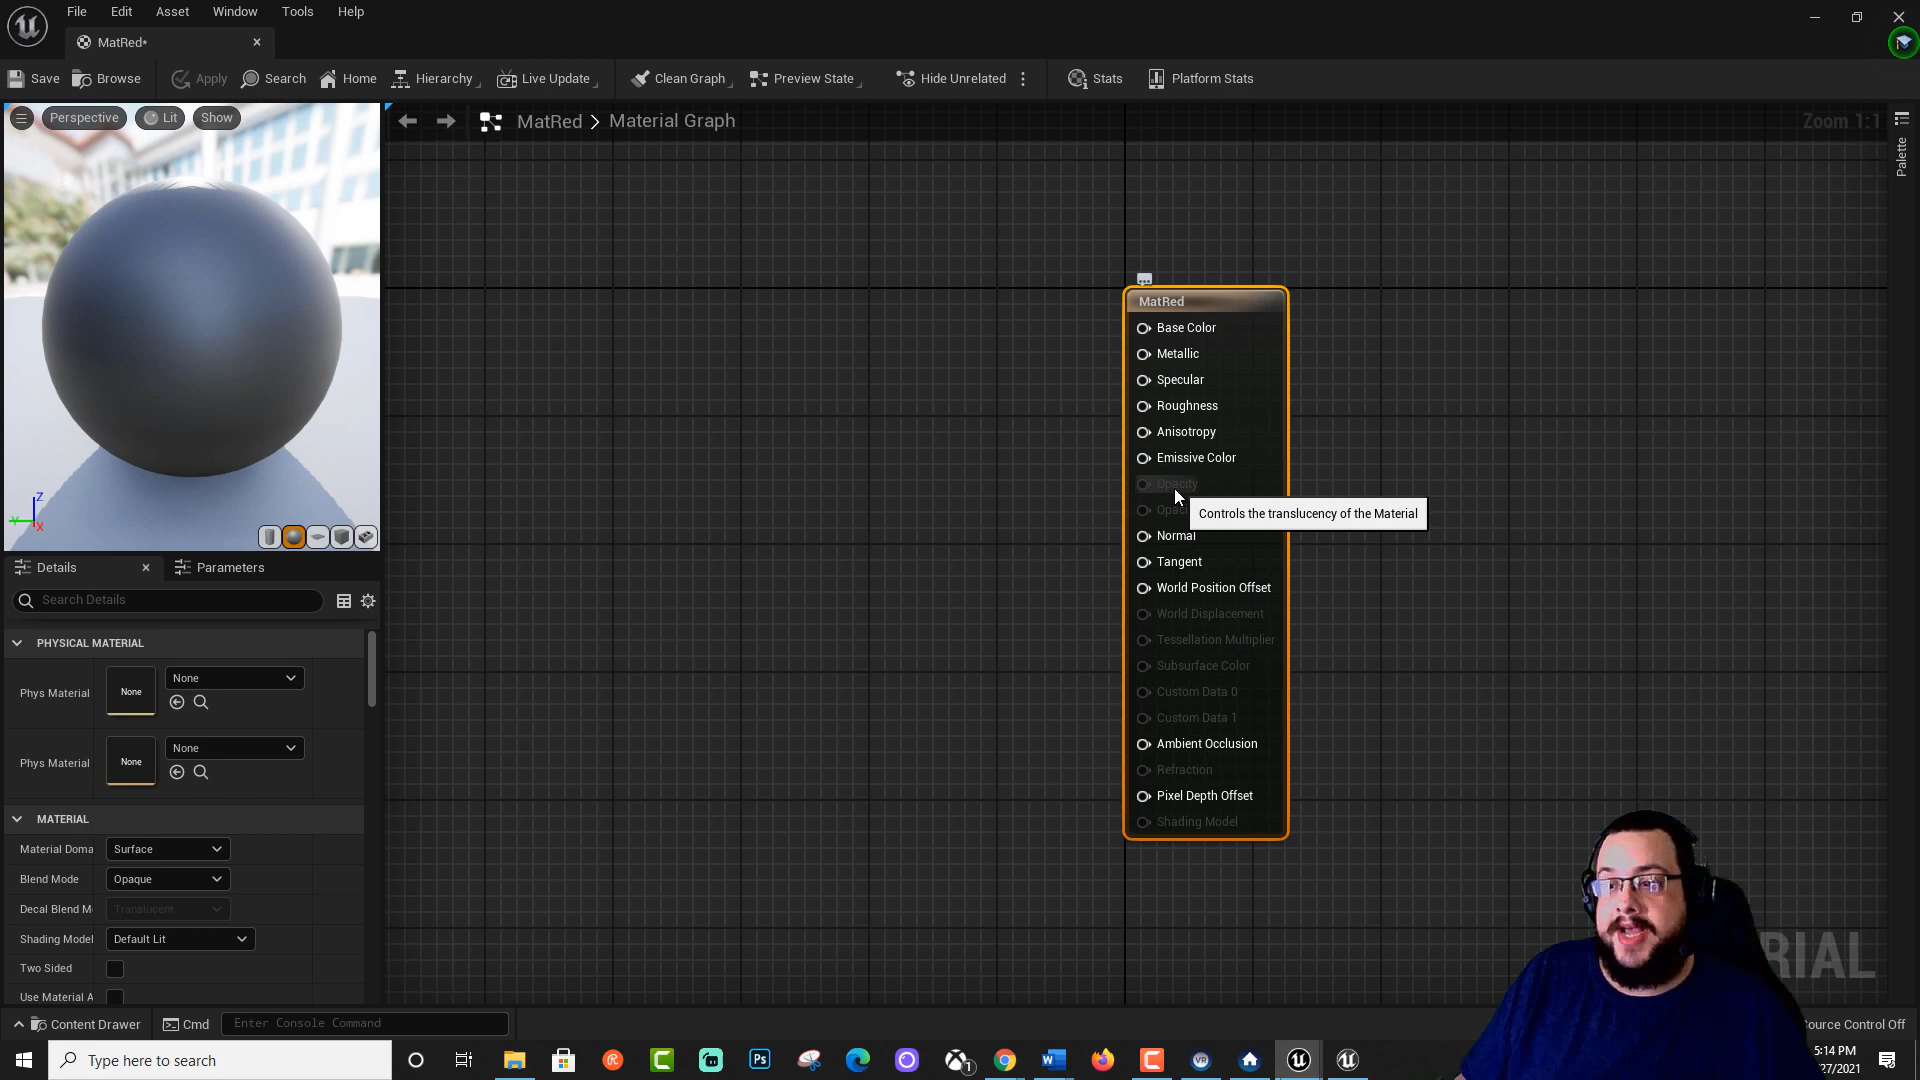 File Edit Asset Window Tools Help
MatRed*
Save Browse Apply Search Home Hierarchy Live Update Clean Graph Preview State Hide Unrelated Stats Platform Stats
Perspective Lit Show
MatRed > Material Graph
Zoom 1:1
Palette
MatRed
Base Color
Metallic
Specular
Roughness
Anisotropy
Emissive Color
Opacity
Opaci
Controls the translucency of the Material
Normal
Tangent
World Position Offset
World Displacement
Tessellation Multiplier
Subsurface Color
Custom Data 0
Custom Data 1
Ambient Occlusion
Refraction
Pixel Depth Offset
Shading Model
Z
Y
X
Details Parameters
Search Details
PHYSICAL MATERIAL
Phys Material None None
Phys Material None None
MATERIAL
Material Doma Surface
Blend Mode Opaque
Decal Blend M Translucent
Shading Model Default Lit
Two Sided
Use Material A
RIAL
Content Drawer Cmd Enter Console Command
ource Control Off
Type here to search
Ps
1
VR
5:14 PM
27/2021